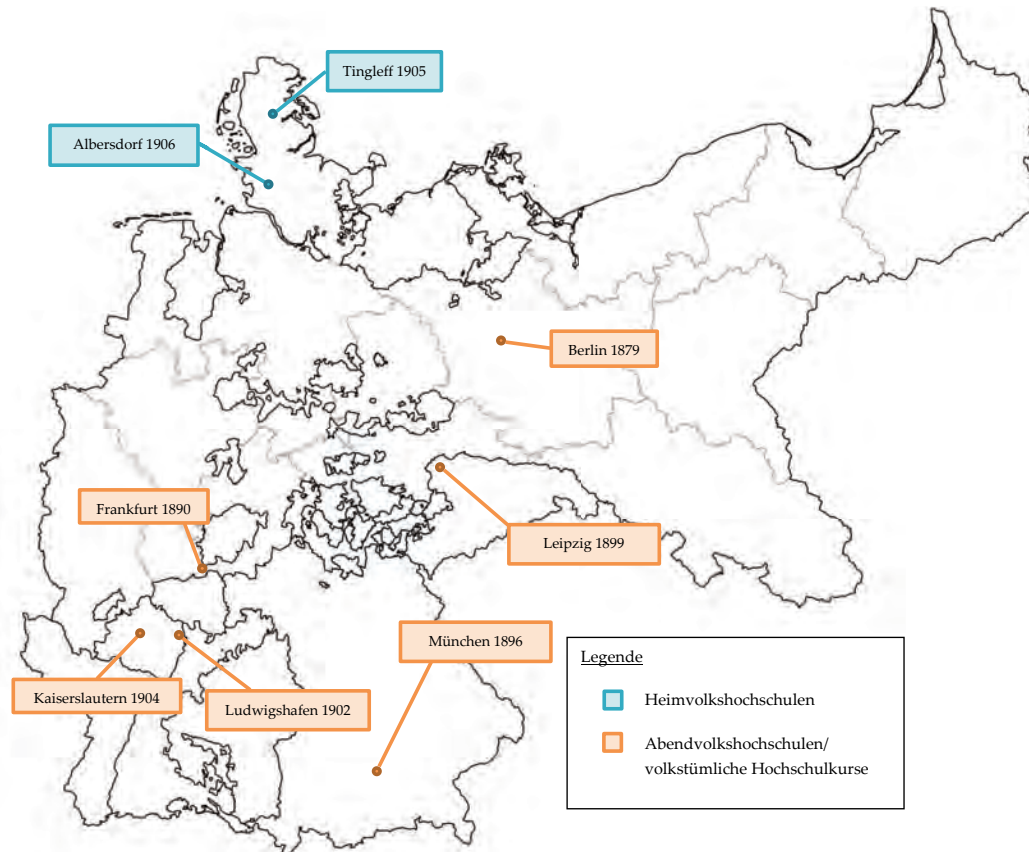 Tingleff 1905
Albersdorf 1906
Berlin 1879
Frankfurt 1890
Leipzig 1899
München 1896
Kaiserslautern 1904
Ludwigshafen 1902
Legende
Heimvolkshochschulen
Abendvolkshochschulen/
volkstümliche Hochschulkurse